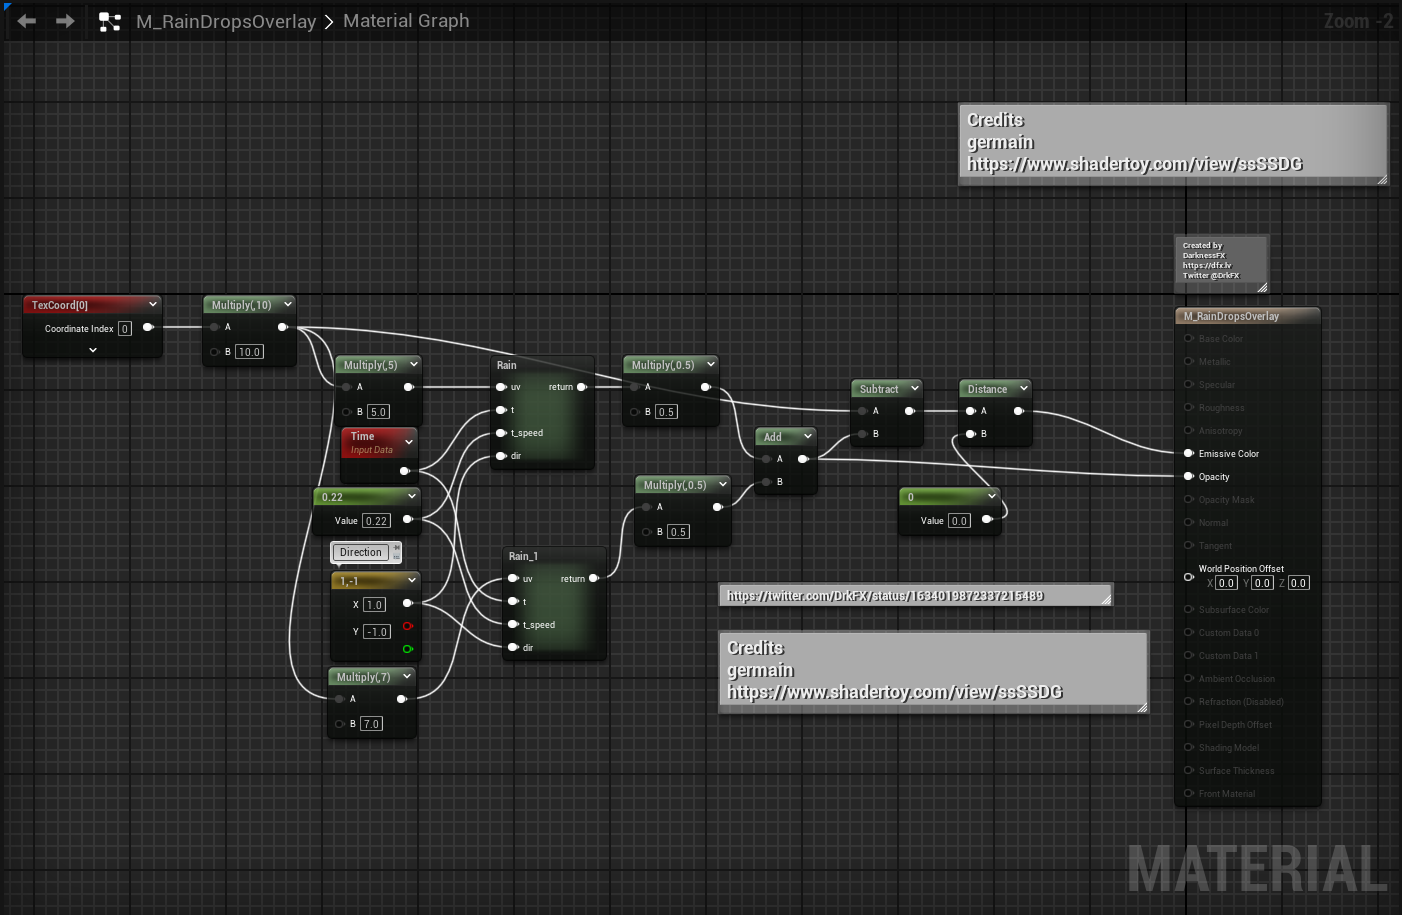 M_RainDropsOverlay > Material Graph
Zoom -2
Credits
germain
https://www.shadertoy.com/view/ssSSDG
Created by
DarknessFX
https://dfx.lv
Twitter @DrkFX
TexCoord[0]
Coordinate Index 0
Multiply(,10)
A
B 10.0
Multiply(,5)
A
B 5.0
Time
Input Data
0.22
Value 0.22
Direction
1,-1
X 1.0
Y -1.0
Multiply(,7)
A
B 7.0
Rain
uv return
t
t_speed
dir
Rain_1
uv return
t
t_speed
dir
Multiply(,0.5)
A
B 0.5
Multiply(,0.5)
A
B 0.5
Add
A
B
Subtract
A
B
Distance
A
B
0
Value 0.0
https://twitter.com/DrkFX/status/1634019872337215489
Credits
germain
https://www.shadertoy.com/view/ssSSDG
M_RainDropsOverlay
Base Color
Metallic
Specular
Roughness
Anisotropy
Emissive Color
Opacity
Opacity Mask
Normal
Tangent
World Position Offset
X 0.0 Y 0.0 Z 0.0
Subsurface Color
Custom Data 0
Custom Data 1
Ambient Occlusion
Refraction (Disabled)
Pixel Depth Offset
Shading Model
Surface Thickness
Front Material
MATERIAL